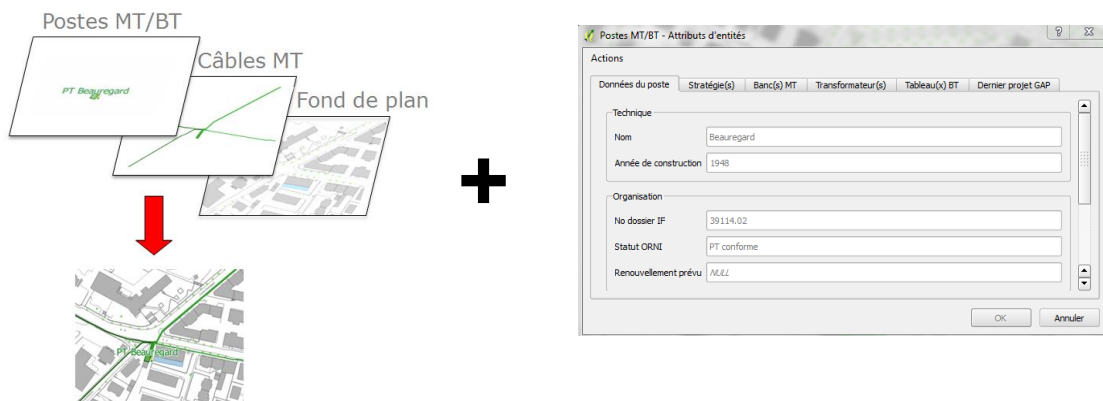 Postes MT/BT
PT Beauregard
Câbles MT
Fond de plan
PT Beauregard
Postes MT/BT - Attributs d'entités
Actions
Données du poste Stratégie(s) Banc(s) MT Transformateur(s) Tableau(x) BT Dernier projet GAP
Technique
Nom Beauregard
Année de construction 1948
Organisation
No dossier IF 39114.02
Statut ORNI PT conforme
Renouvellement prévu NULL
OK Annuler